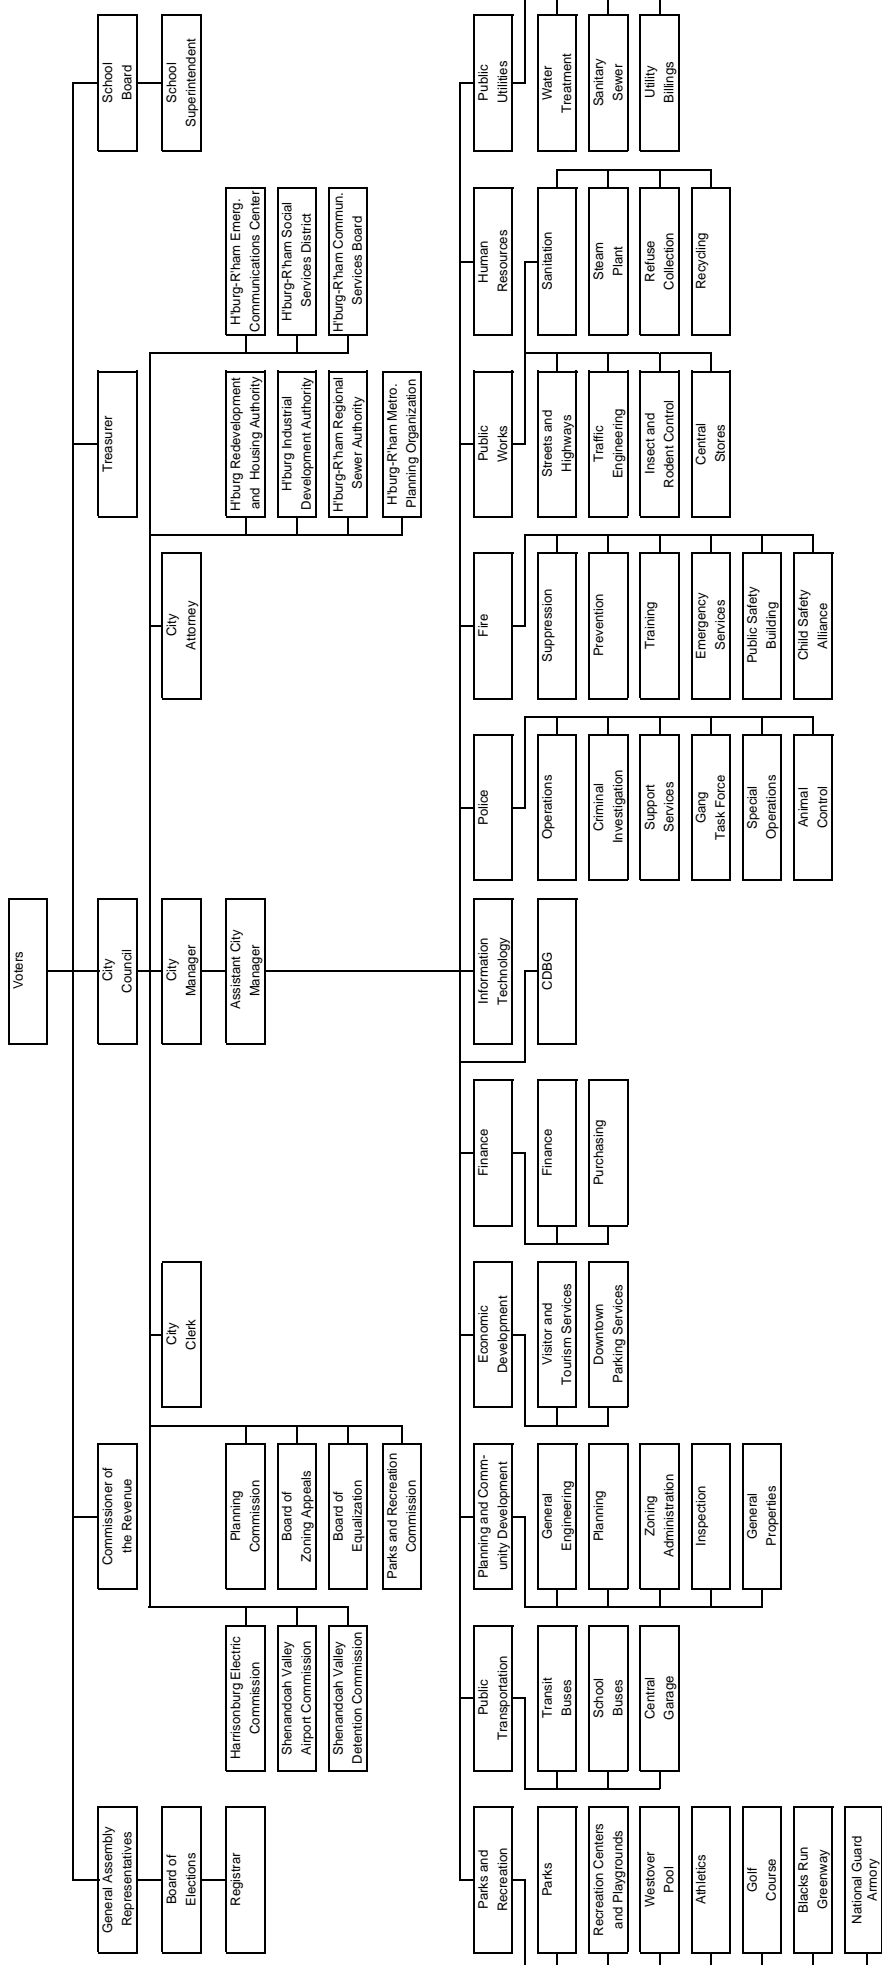 Voters
General Assembly
Representatives
Commissioner of
the Revenue
City
Council
Treasurer
School
Board
Board of
Elections
City
Clerk
City
Manager
City
Attorney
School
Superintendent
Registrar
Harrisonburg Electric
Commission
Planning
Commission
Assistant City
Manager
H'burg Redevelopment
and Housing Authority
H'burg-R'ham Emerg.
Communications Center
Shenandoah Valley
Airport Commission
Board of
Zoning Appeals
H'burg Industrial
Development Authority
H'burg-R'ham Social
Services District
Shenandoah Valley
Detention Commission
Board of
Equalization
H'burg-R'ham Regional
Sewer Authority
H'burg-R'ham Commun.
Services Board
Parks and Recreation
Commission
H'burg-R'ham Metro.
Planning Organization
Parks and
Recreation
Public
Transportation
Planning and Comm-
unity Development
Economic
Development
Finance
Information
Technology
Police
Fire
Public
Works
Human
Resources
Public
Utilities
Parks
Transit
Buses
General
Engineering
Visitor and
Tourism Services
Finance
CDBG
Operations
Suppression
Streets and
Highways
Sanitation
Water
Treatment
Recreation Centers
and Playgrounds
School
Buses
Planning
Downtown
Parking Services
Purchasing
Criminal
Investigation
Prevention
Traffic
Engineering
Steam
Plant
Sanitary
Sewer
Westover
Pool
Central
Garage
Zoning
Administration
Support
Services
Training
Insect and
Rodent Control
Refuse
Collection
Utility
Billings
Athletics
Inspection
Gang
Task Force
Emergency
Services
Central
Stores
Recycling
Golf
Course
General
Properties
Special
Operations
Public Safety
Building
Blacks Run
Greenway
Animal
Control
Child Safety
Alliance
National Guard
Armory